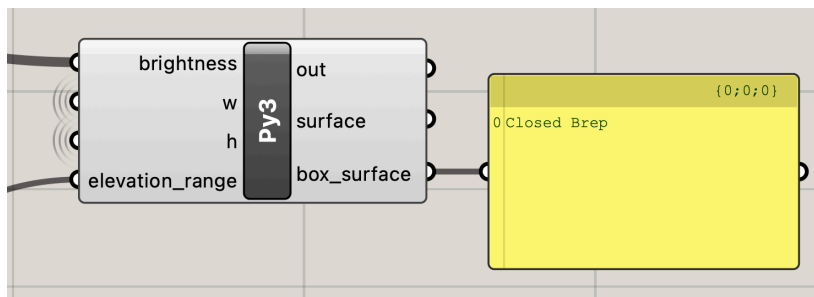 brightness
w
h
elevation_range
Py3
out
surface
box_surface
{0;0;0}
0 Closed Brep